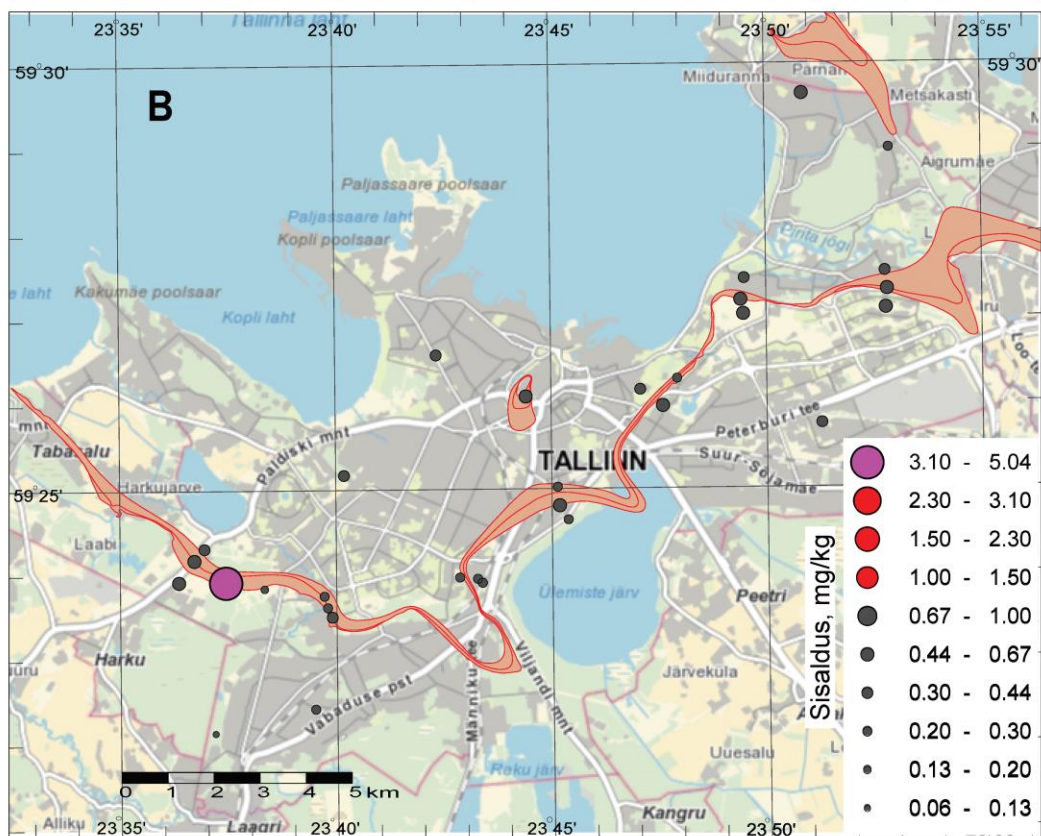 Tallinna laht
23 35'
23 40'
23 45'
23 50'
23 55'
59° 30'
59° 30'
B
Miiduranna
Pärnam
Metsakasti
Aigrumäe
Paljassaare poolsaar
Paljassaare laht
Kopli poolsaar
Pirita jõgi
e laht
Kakumäe poolsaar
Kopli laht
Iru
Loo-te
mnt
Tabasalu
Paldiski mnt
Peterburi tee
TALLINN
Suur-Sõjamäe
59° 25'
Harkujärve
Laabi
Ülemiste järv
Peetri
Harku
Männiku tee
Viljandi mnt
Järveküla
Vabaduse pst
Uuesalu
Raku järv
Kangru
Alliku
Laagri
0 1 2 3 4 5 km
23 35'
23 40'
23 50'
Sisaldus, mg/kg
3.10 - 5.04
2.30 - 3.10
1.50 - 2.30
1.00 - 1.50
0.67 - 1.00
0.44 - 0.67
0.30 - 0.44
0.20 - 0.30
0.13 - 0.20
0.06 - 0.13